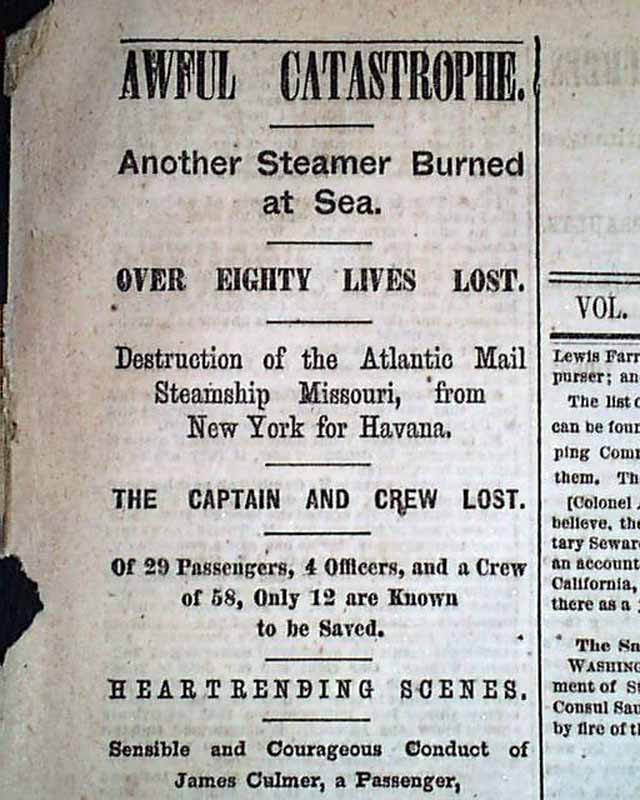 AWFUL CATASTROPHE.
Another Steamer Burned
at Sea.
OVER EIGHTY LIVES LOST.
Destruction of the Atlantic Mail
Steamship Missouri, from
New York for Havana.
THE CAPTAIN AND CREW LOST.
Of 29 Passengers, 4 Officers, and a Crew
of 58, Only 12 are Known
to be Saved.
HEARTRENDING SCENES.
Sensible and Courageous Conduct of
James Culmer, a Passenger,
VOL.
Lewis Farr
purser; an
The list o
can be four
ping Com
them. Th
[Colonel
believe, the
tary Sewar
an account
California,
there as a
The Sa
WASHING
ment of St
Consul Sau
by fire of th